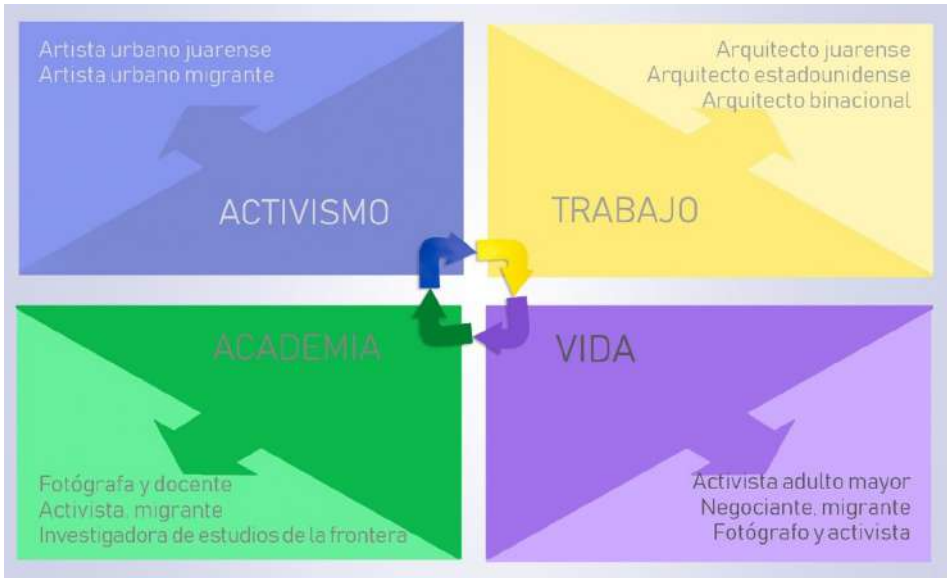 Artista urbano juarense
Artista urbano migrante
ACTIVISMO
Arquitecto juarense
Arquitecto estadounidense
Arquitecto binacional
TRABAJO
ACADEMIA
Fotógrafa y docente
Activista, migrante
Investigadora de estudios de la frontera
VIDA
Activista adulto mayor
Negociante, migrante
Fotógrafo y activista